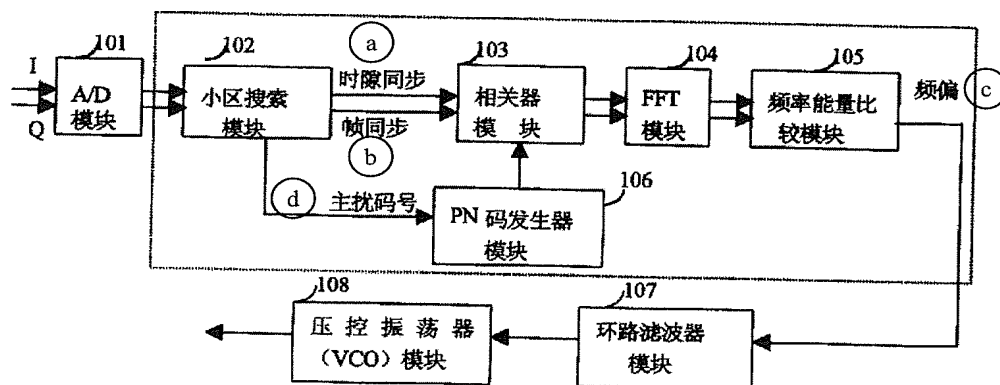 101
102
a
103
104
105
I
Q
A/D
模块
小区搜索
模块
时隙同步
帧同步
b
相关器
模 块
FFT
模块
频率能量比
较模块
频偏
c
d
主扰码号
PN 码发生器
模块
106
108
压 控 振 荡 器
（VCO）模块
107
环路滤波器
模块